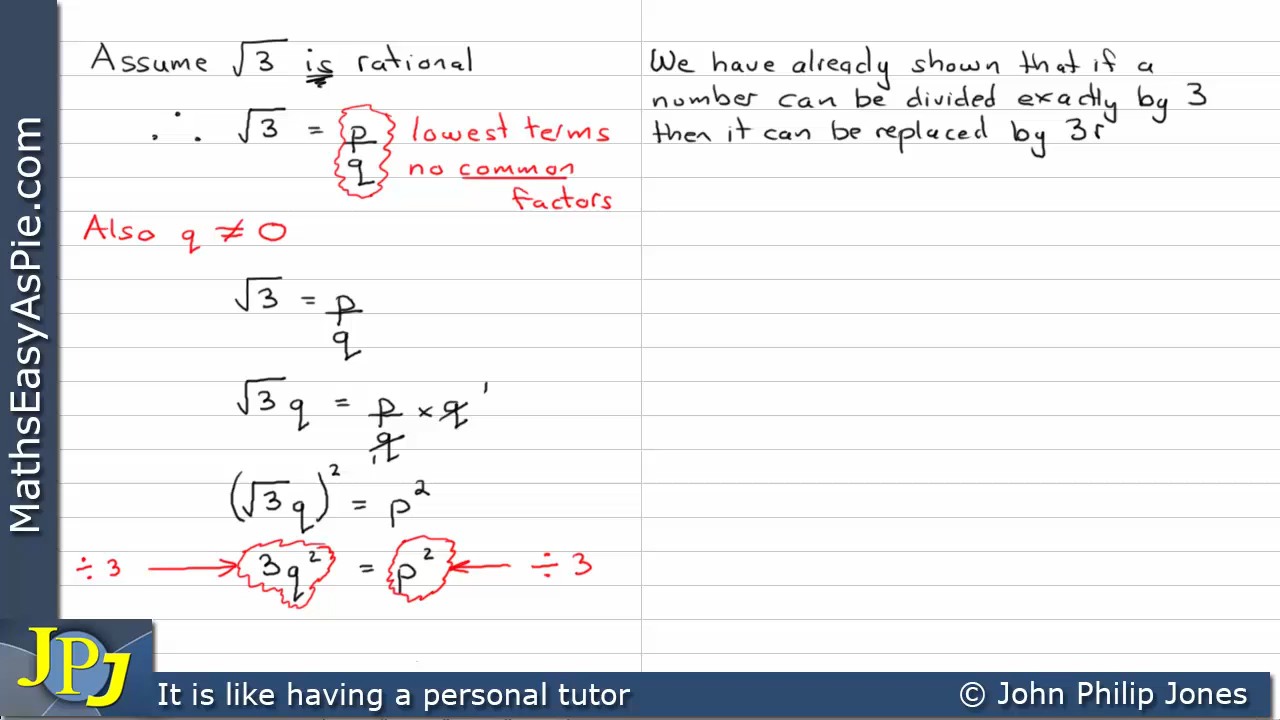 Assume √3 is rational
∴ √3 = p/q lowest terms
no common
factors
Also q ≠ 0
√3 = p/q
√3 q = p/q × q 1
1
(√3 q)² = p²
÷ 3 → 3q² = p² ← ÷ 3
We have already shown that if a
number can be divided exactly by 3
then it can be replaced by 3r
MathsEasyAsPie.com
JPJ
It is like having a personal tutor
© John Philip Jones